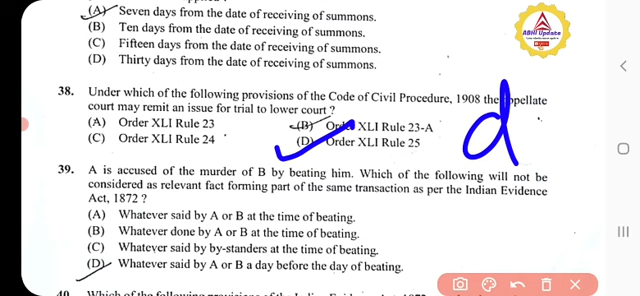 (A) Seven days from the date of receiving of summons.
(B) Ten days from the date of receiving of summons.
(C) Fifteen days from the date of receiving of summons.
(D) Thirty days from the date of receiving of summons.
ABHI Update
38. Under which of the following provisions of the Code of Civil Procedure, 1908 the appellate
court may remit an issue for trial to lower court ?
(A) Order XLI Rule 23 (B) Order XLI Rule 23-A
(C) Order XLI Rule 24 (D) Order XLI Rule 25
d
39. A is accused of the murder of B by beating him. Which of the following will not be
considered as relevant fact forming part of the same transaction as per the Indian Evidence
Act, 1872 ?
(A) Whatever said by A or B at the time of beating.
(B) Whatever done by A or B at the time of beating.
(C) Whatever said by by-standers at the time of beating.
(D) Whatever said by A or B a day before the day of beating.
40. Which of the following